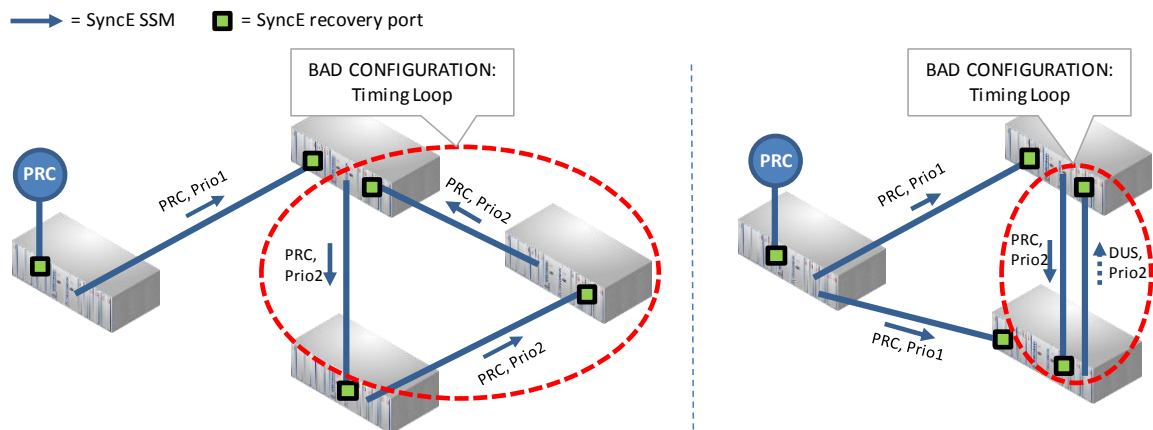 = SyncE SSM
= SyncE recovery port
BAD CONFIGURATION:
Timing Loop
PRC
PRC, Prio1
PRC, Prio2
PRC,
Prio2
PRC, Prio2
BAD CONFIGURATION:
Timing Loop
PRC
PRC, Prio1
PRC,
Prio2
DUS,
Prio2
PRC, Prio1